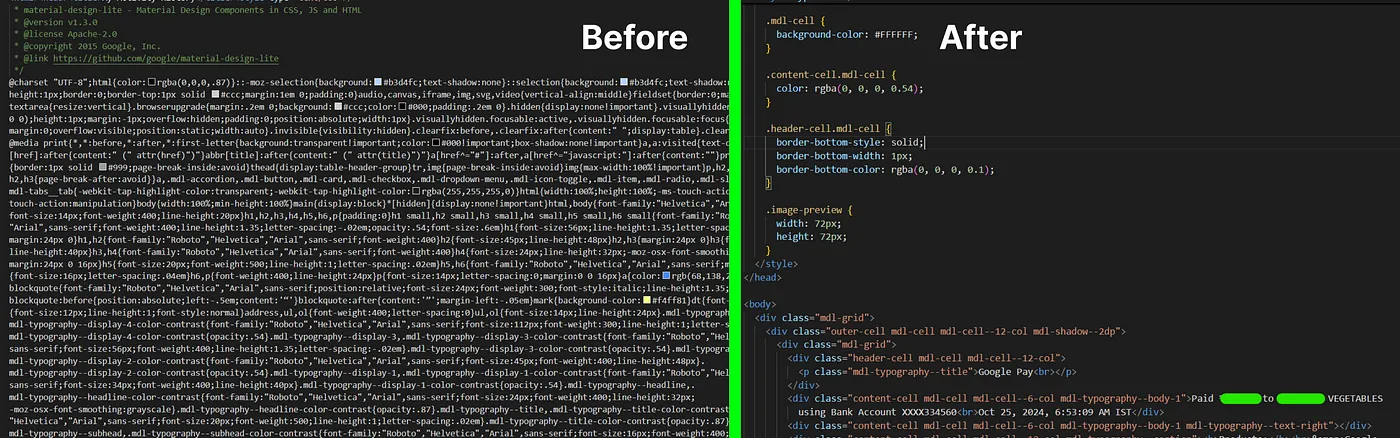 Before
* material-design-lite - Material Design Components in CSS, JS and HTML
* @version v1.3.0
* @license Apache-2.0
* @copyright 2015 Google, Inc.
* @link https://github.com/google/material-design-lite
*/
@charset "UTF-8";html{color:rgba(0,0,0,.87)}::-moz-selection{background:#b3d4fc;text-shadow:none}::selection{background:#b3d4fc;text-shadow
height:1px;border:0;border-top:1px solid #ccc;margin:1em 0;padding:0}audio,canvas,iframe,img,svg,video{vertical-align:middle}fieldset{border:0;ma
textarea{resize:vertical}.browserupgrade{margin:.2em 0;background:#ccc;color:#000;padding:.2em 0}.hidden{display:none!important}.visuallyhidden
0 0);height:1px;margin:-1px;overflow:hidden;padding:0;position:absolute;width:1px}.visuallyhidden.focusable:active,.visuallyhidden.focusable:focus{
margin:0;overflow:visible;position:static;width:auto}.invisible{visibility:hidden}.clearfix:before,.clearfix:after{content:" ";display:table}.clear
@media print{*,*:before,*:after,*:first-letter{background:transparent!important;color:#000!important;box-shadow:none!important}a,a:visited{text-
[href]:after{content:" (" attr(href)")"}abbr[title]:after{content:" (" attr(title)")"}a[href^="#"]:after,a[href^="javascript:"]:after{content:""}pr
{border:1px solid #999;page-break-inside:avoid}thead{display:table-header-group}tr,img{page-break-inside:avoid}img{max-width:100%!important}p,h2,
h2,h3{page-break-after:avoid}}a,.mdl-accordion,.mdl-button,.mdl-card,.mdl-checkbox,.mdl-dropdown-menu,.mdl-icon-toggle,.mdl-item,.mdl-radio,.mdl-sl
mdl-tabs__tab{-webkit-tap-highlight-color:transparent;-webkit-tap-highlight-color:rgba(255,255,255,0)}html{width:100%;height:100%;-ms-touch-actio
touch-action:manipulation}body{width:100%;min-height:100%}main{display:block}*[hidden]{display:none!important}html,body{font-family:"Helvetica","Ar
font-size:14px;font-weight:400;line-height:20px}h1,h2,h3,h4,h5,h6,p{padding:0}h1 small,h2 small,h3 small,h4 small,h5 small,h6 small{font-family:"Ro
"Arial",sans-serif;font-weight:400;line-height:1.35;letter-spacing:-.02em;opacity:.54;font-size:.6em}h1{font-size:56px;line-height:1.35;letter-spac
margin:24px 0}h1,h2{font-family:"Roboto","Helvetica","Arial",sans-serif;font-weight:400}h2{font-size:45px;line-height:48px}h2,h3{margin:24px 0}h3{f
line-height:40px}h3,h4{font-family:"Roboto","Helvetica","Arial",sans-serif;font-weight:400}h4{font-size:24px;line-height:32px;-moz-osx-font-smoothi
margin:24px 0 16px}h5{font-size:20px;font-weight:500;line-height:1;letter-spacing:.02em}h5,h6{font-family:"Roboto","Helvetica","Arial",sans-serif
{font-size:16px;letter-spacing:.04em}h6,p{font-weight:400;line-height:24px}p{font-size:14px;letter-spacing:0;margin:0 0 16px}a{color:rgb(68,138,2
blockquote{font-family:"Roboto","Helvetica","Arial",sans-serif;position:relative;font-size:24px;font-weight:300;font-style:italic;line-height:1.35;
blockquote:before{position:absolute;left:-.5em;content:'“'}blockquote:after{content:'”';margin-left:-.05em}mark{background-color:#f4ff81}dt{font-
{font-size:12px;line-height:1;font-style:normal}address,ul,ol{font-weight:400;letter-spacing:0}ul,ol{font-size:14px;line-height:24px}.mdl-typograph
mdl-typography--display-4-color-contrast{font-family:"Roboto","Helvetica","Arial",sans-serif;font-size:112px;font-weight:300;line-height:1;letter-s
mdl-typography--display-4-color-contrast{opacity:.54}.mdl-typography--display-3,.mdl-typography--display-3-color-contrast{font-family:"Roboto","Hel
sans-serif;font-size:56px;font-weight:400;line-height:1.35;letter-spacing:-.02em}.mdl-typography--display-3-color-contrast{opacity:.54}.mdl-typogra
mdl-typography--display-2-color-contrast{font-family:"Roboto","Helvetica","Arial",sans-serif;font-size:45px;font-weight:400;line-height:48px}.
mdl-typography--display-2-color-contrast{opacity:.54}.mdl-typography--display-1,.mdl-typography--display-1-color-contrast{font-family:"Roboto","Hel
sans-serif;font-size:34px;font-weight:400;line-height:40px}.mdl-typography--display-1-color-contrast{opacity:.54}.mdl-typography--headline,.
mdl-typography--headline-color-contrast{font-family:"Roboto","Helvetica","Arial",sans-serif;font-size:24px;font-weight:400;line-height:32px;
-moz-osx-font-smoothing:grayscale}.mdl-typography--headline-color-contrast{opacity:.87}.mdl-typography--title,.mdl-typography--title-color-contrast
"Helvetica","Arial",sans-serif;font-size:20px;font-weight:500;line-height:1;letter-spacing:.02em}.mdl-typography--title-color-contrast{opacity:.87}
mdl-typography--subhead,.mdl-typography--subhead-color-contrast{font-family:"Roboto","Helvetica","Arial",sans-serif;font-size:16px;font-weight:400;
After
.mdl-cell {
background-color: #FFFFFF;
}
.content-cell.mdl-cell {
color: rgba(0, 0, 0, 0.54);
}
.header-cell.mdl-cell {
border-bottom-style: solid;
border-bottom-width: 1px;
border-bottom-color: rgba(0, 0, 0, 0.1);
}
.image-preview {
width: 72px;
height: 72px;
}
</style>
</head>
<body>
<div class="mdl-grid">
<div class="outer-cell mdl-cell mdl-cell--12-col mdl-shadow--2dp">
<div class="mdl-grid">
<div class="header-cell mdl-cell mdl-cell--12-col">
<p class="mdl-typography--title">Google Pay<br></p>
</div>
<div class="content-cell mdl-cell mdl-cell--6-col mdl-typography--body-1">Paid to VEGETABLES
using Bank Account XXXX334560<br>Oct 25, 2024, 6:53:09 AM IST</div>
<div class="content-cell mdl-cell mdl-cell--6-col mdl-typography--body-1 mdl-typography--text-right"></div>